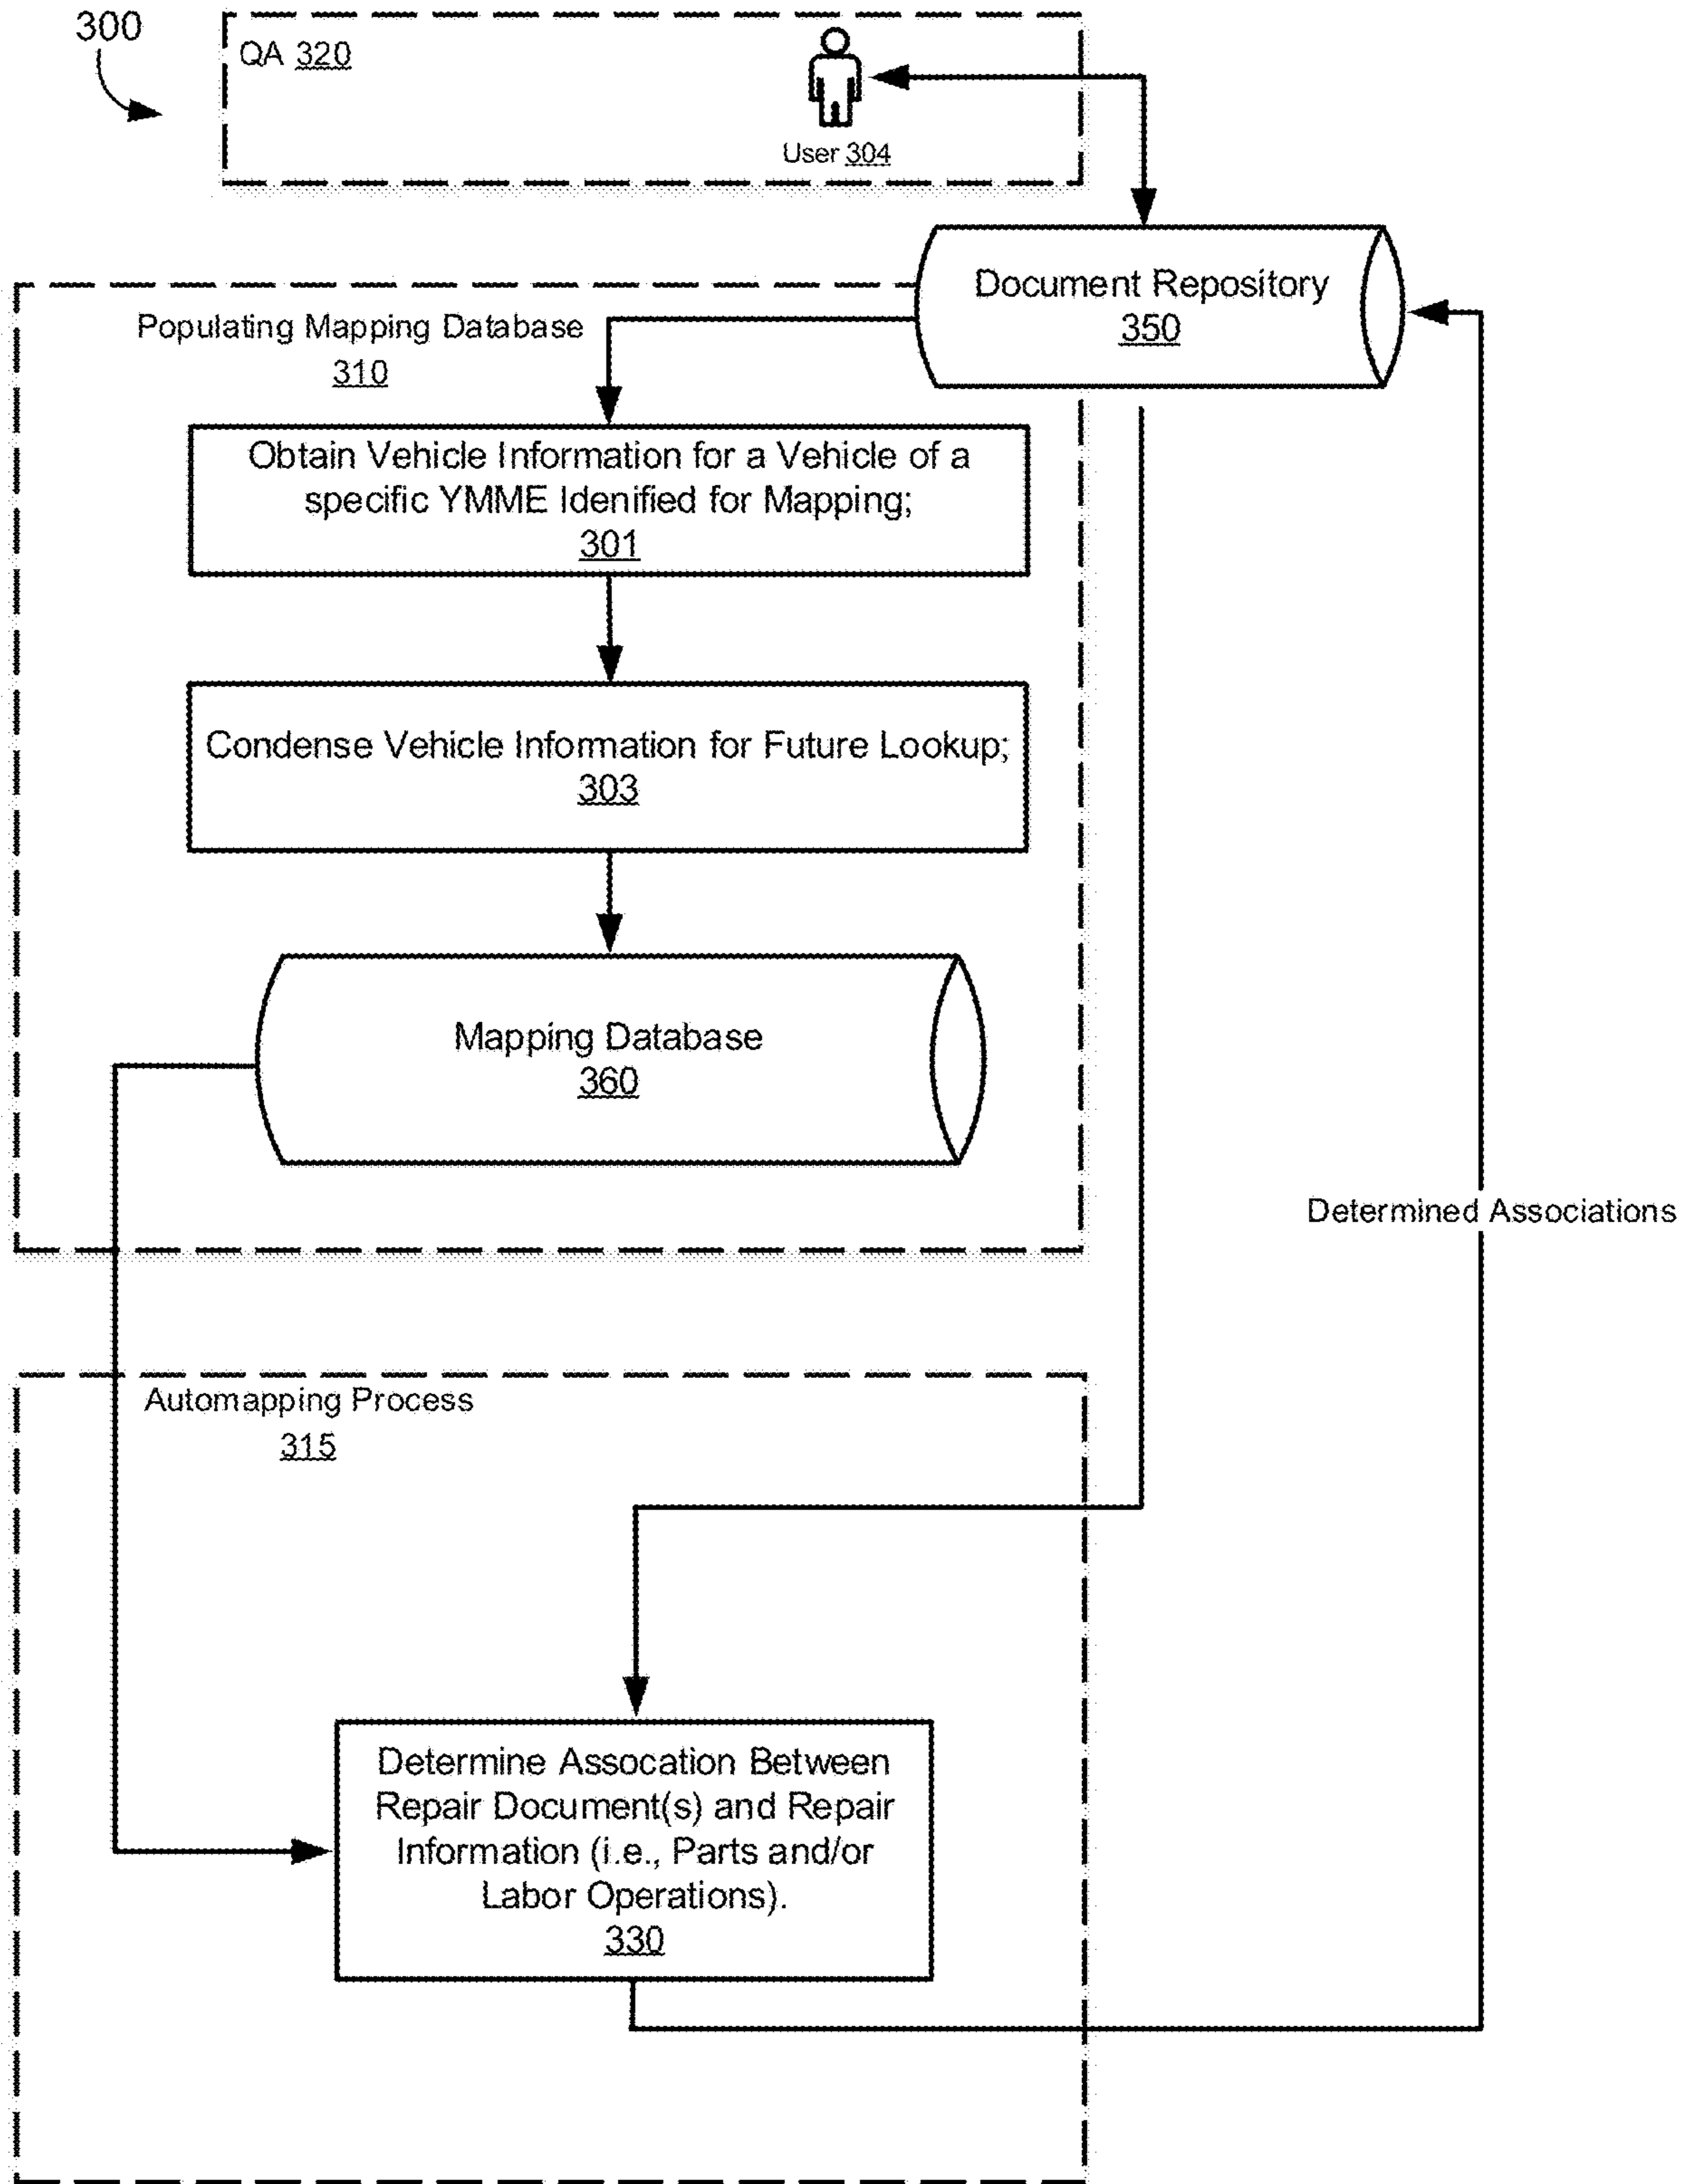 300
QA 320
User 304
Document Repository
350
Populating Mapping Database
310
Obtain Vehicle Information for a Vehicle of a
specific YMME Idenified for Mapping;
301
Condense Vehicle Information for Future Lookup;
303
Mapping Database
360
Determined Associations
Automapping Process
315
Determine Assocation Between
Repair Document(s) and Repair
Information (i.e., Parts and/or
Labor Operations).
330